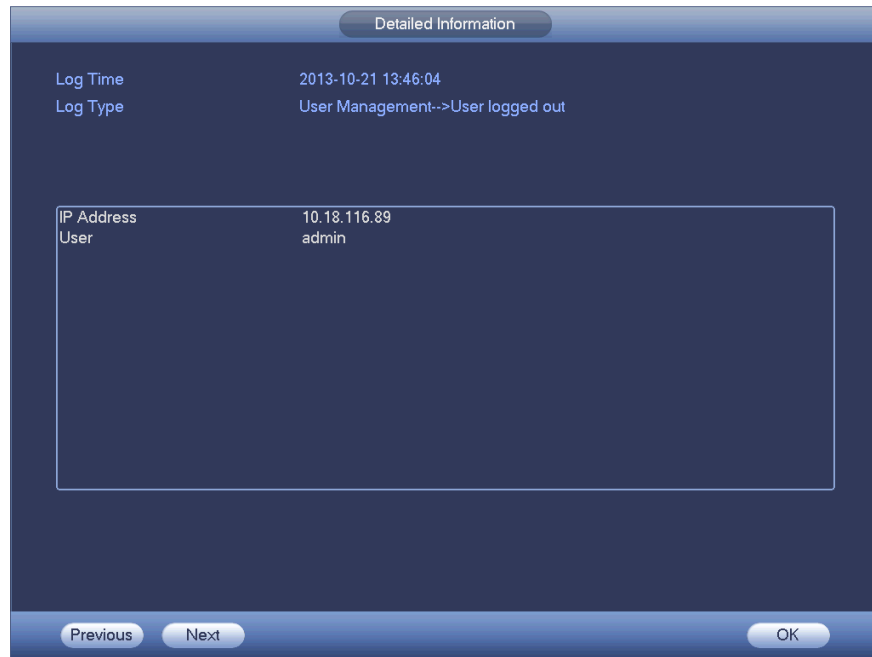 Detailed Information
Log Time 2013-10-21 13:46:04
Log Type User Management-->User logged out
IP Address 10.18.116.89
User admin
Previous Next OK